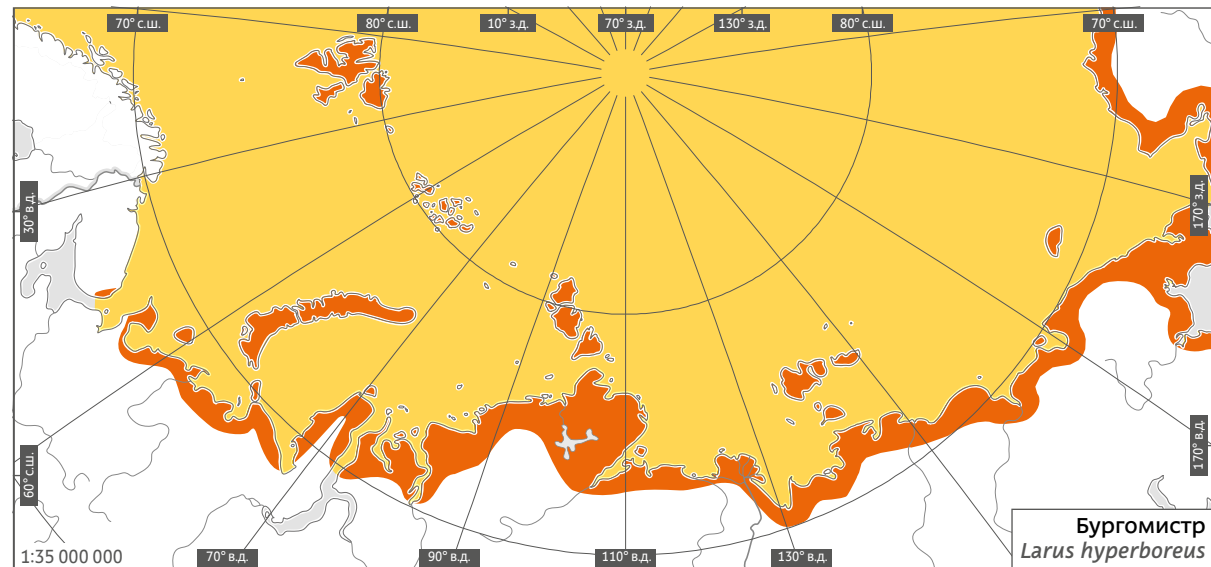 70° с.ш.
80° с.ш.
10° з.д.
70° з.д.
130° з.д.
80° с.ш.
70° с.ш.
30° в.д.
170° з.д.
60° с.ш.
170° в.д.
1:35 000 000
70° в.д.
90° в.д.
110° в.д.
130° в.д.
Бургомистр
Larus hyperboreus